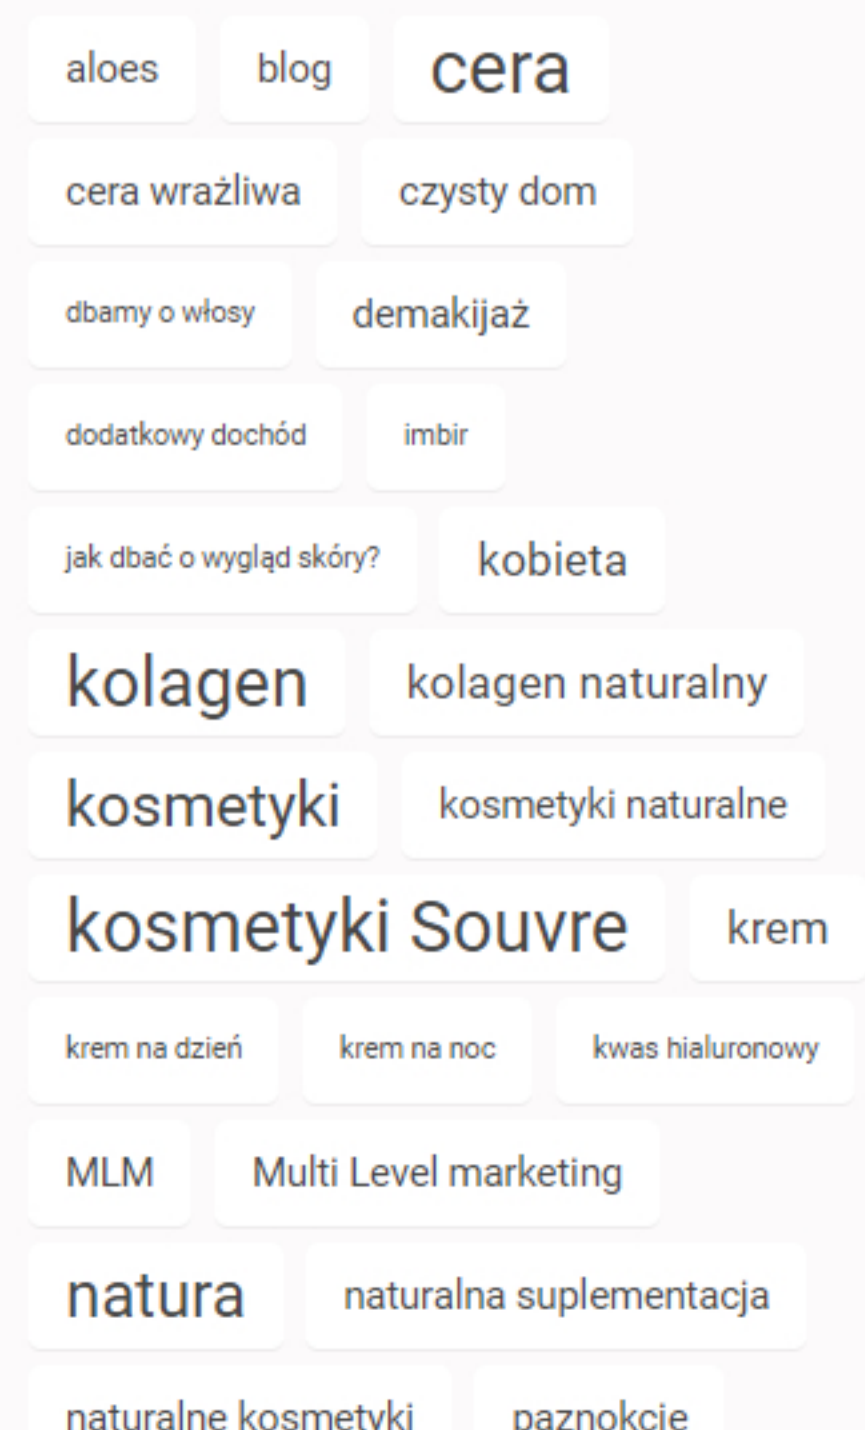 aloes blog cera
cera wrażliwa czysty dom
dbamy o włosy demakijaż
dodatkowy dochód imbir
jak dbać o wygląd skóry? kobieta
kolagen kolagen naturalny
kosmetyki kosmetyki naturalne
kosmetyki Souvre krem
krem na dzień krem na noc kwas hialuronowy
MLM Multi Level marketing
natura naturalna suplementacja
naturalne kosmetyki paznokcie